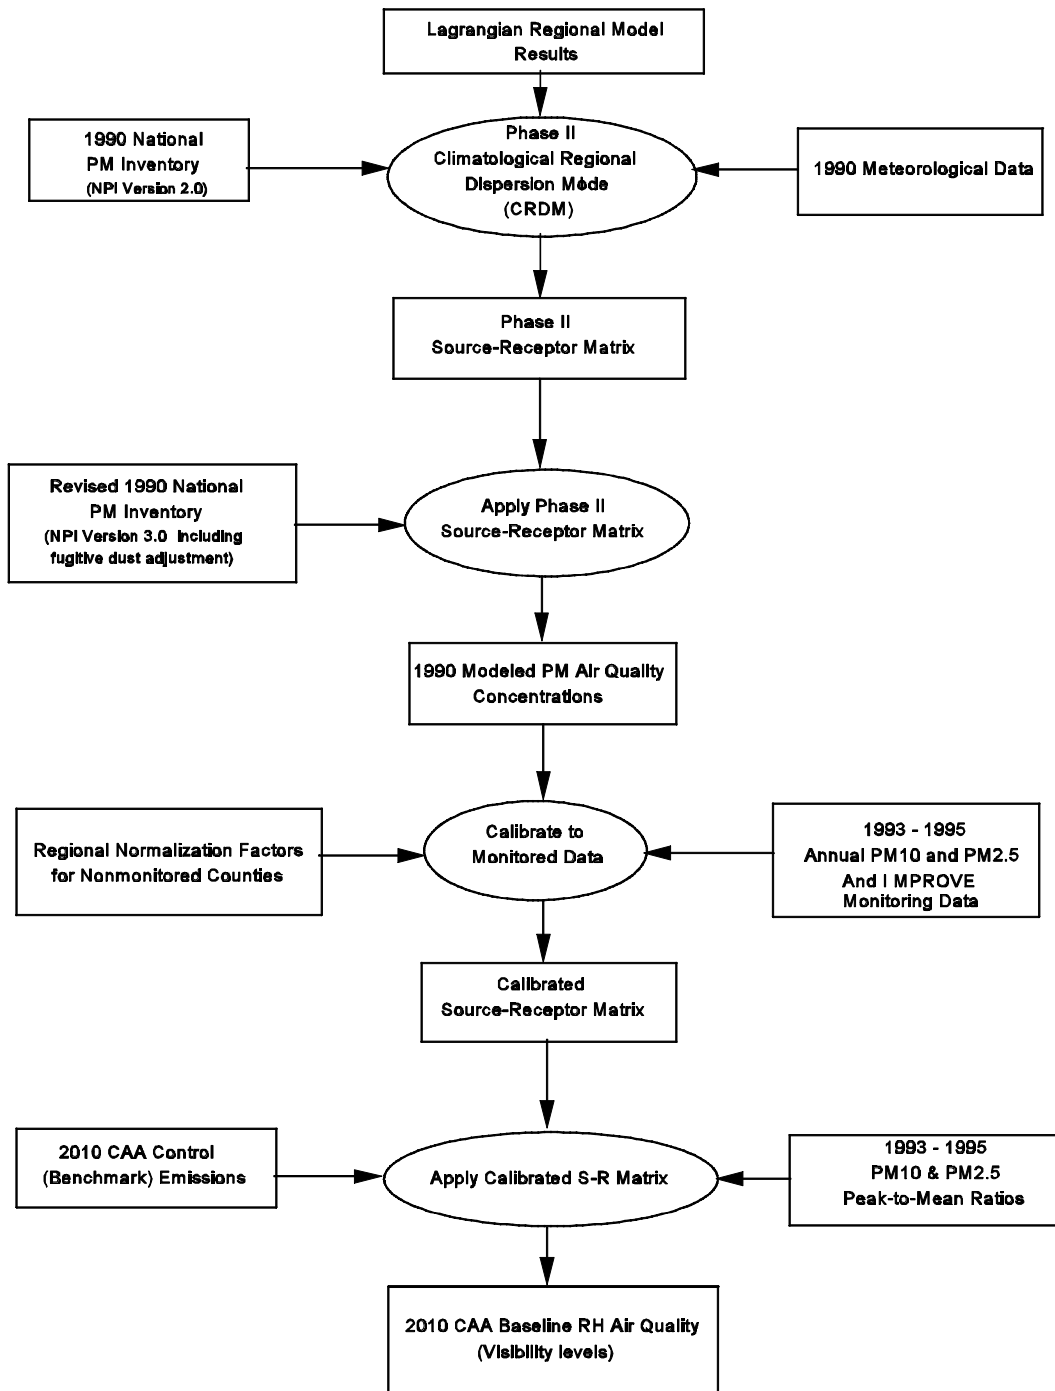 Lagrangian Regional Model
Results
1990 National
PM Inventory
(NPI Version 2.0)
Phase II
Climatological Regional
Dispersion Mode
(CRDM)
1990 Meteorological Data
Phase II
Source-Receptor Matrix
Revised 1990 National
PM Inventory
(NPI Version 3.0 including
fugitive dust adjustment)
Apply Phase II
Source-Receptor Matrix
1990 Modeled PM Air Quality
Concentrations
Regional Normalization Factors
for Nonmonitored Counties
Calibrate to
Monitored Data
1993 - 1995
Annual PM10 and PM2.5
And I MPROVE
Monitoring Data
Calibrated
Source-Receptor Matrix
2010 CAA Control
(Benchmark) Emissions
Apply Calibrated S-R Matrix
1993 - 1995
PM10 & PM2.5
Peak-to-Mean Ratios
2010 CAA Baseline RH Air Quality
(Visibility levels)